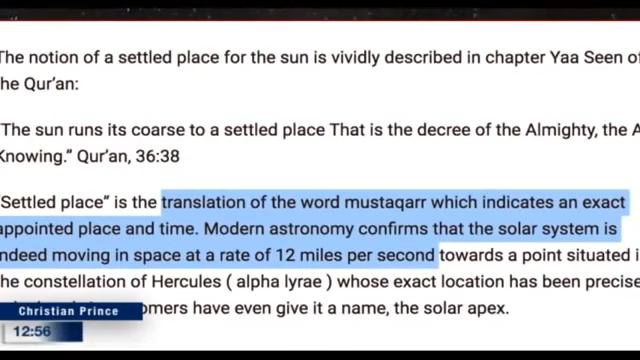 The notion of a settled place for the sun is vividly described in chapter Yaa Seen of
the Qur'an:
"The sun runs its coarse to a settled place That is the decree of the Almighty, the A
Knowing." Qur'an, 36:38
"Settled place" is the translation of the word mustaqarr which indicates an exact
appointed place and time. Modern astronomy confirms that the solar system is
indeed moving in space at a rate of 12 miles per second towards a point situated i
the constellation of Hercules ( alpha lyrae ) whose exact location has been precise
omers have even give it a name, the solar apex.
Christian Prince
12:56